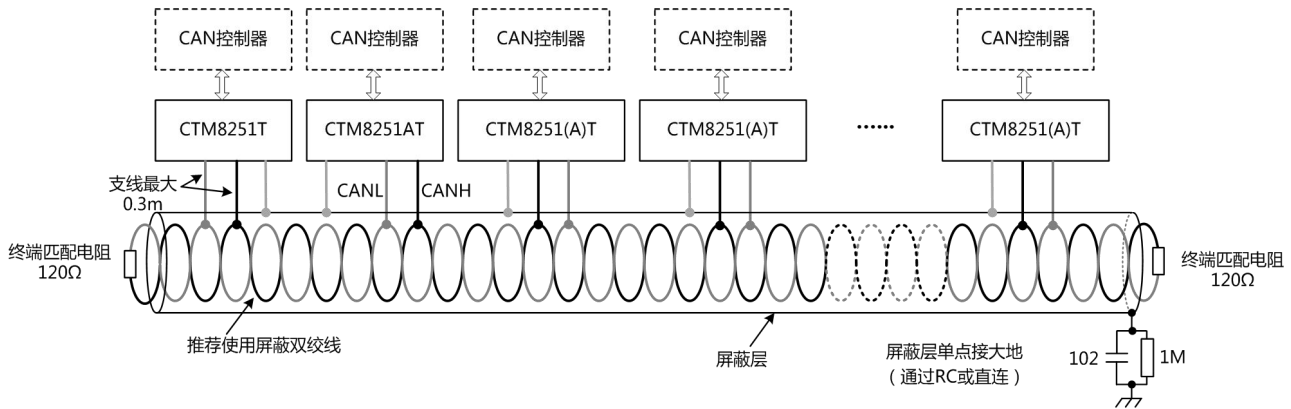 CAN控制器
CAN控制器
CAN控制器
CAN控制器
CAN控制器
CTM8251T
CTM8251AT
CTM8251(A)T
CTM8251(A)T
......
CTM8251(A)T
支线最大
0.3m
CANL
CANH
终端匹配电阻
120Ω
终端匹配电阻
120Ω
推荐使用屏蔽双绞线
屏蔽层
屏蔽层单点接大地
（通过RC或直连）
102
1M